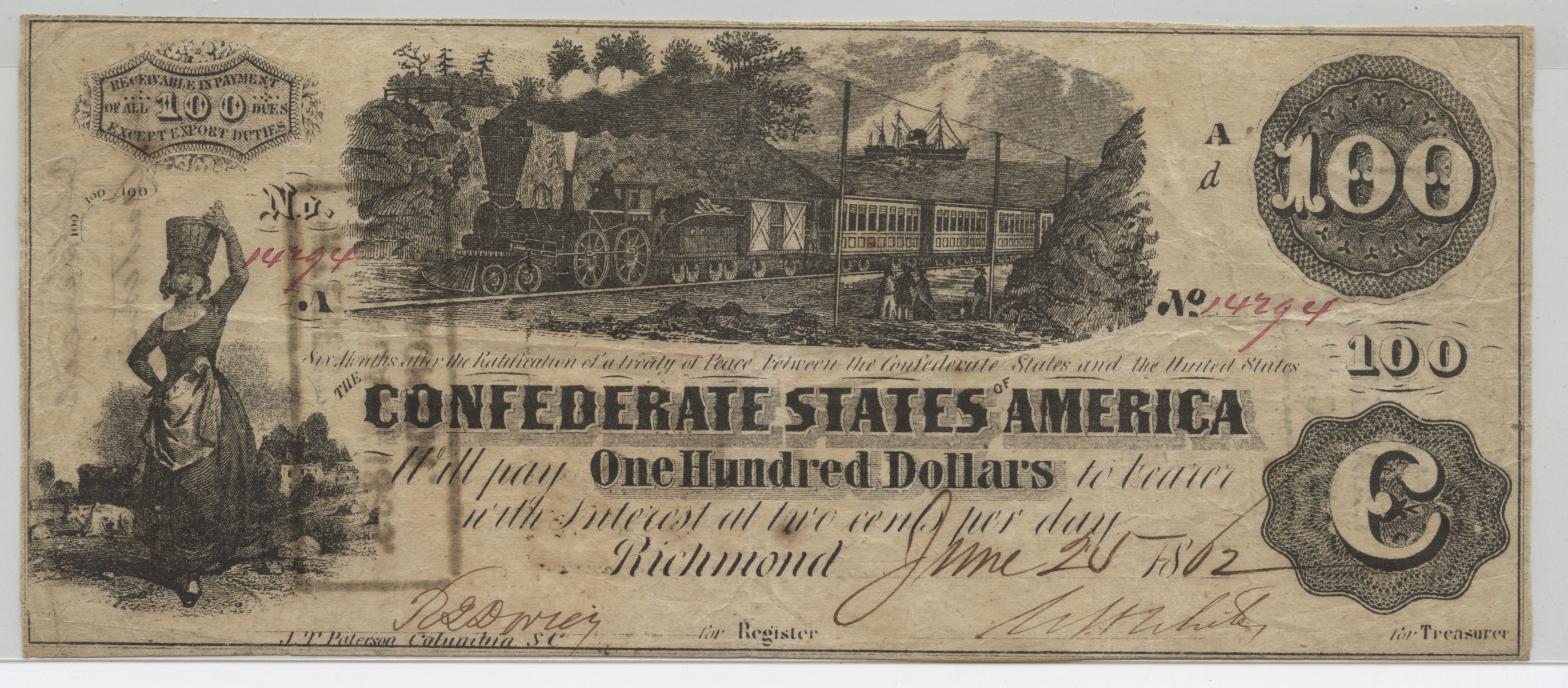 RECEIVABLE IN PAYMENT
OF ALL 100 DUES
EXCEPT EXPORT DUTIES
100 100 100
No.
14294
A
A
d
100
No 14294
100
Six Months after the Ratification of a treaty of Peace between the Confederate States and the United States
THE CONFEDERATE STATES OF AMERICA
Will pay One Hundred Dollars to bearer
with Interest at two cents per day
Richmond June 25 1862
C
for Register
for Treasurer
J. T. Paterson Columbia S C